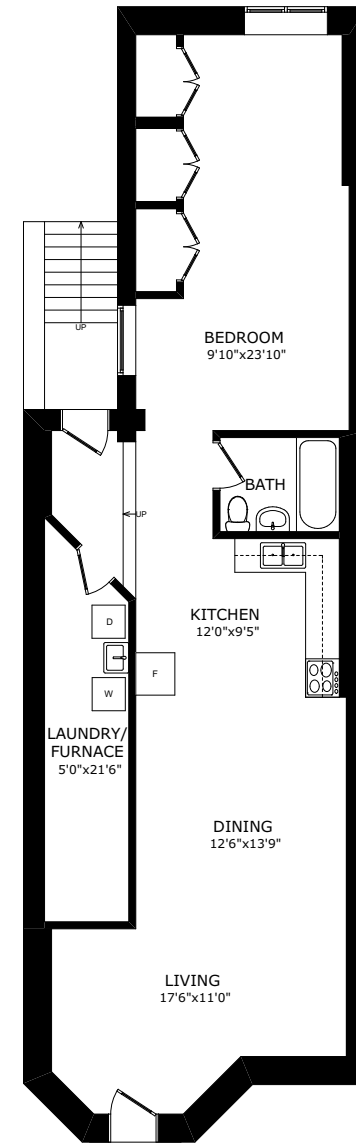 UP
BEDROOM
9'10"x23'10"
BATH
UP
KITCHEN
12'0"x9'5"
D
F
W
LAUNDRY/
FURNACE
5'0"x21'6"
DINING
12'6"x13'9"
LIVING
17'6"x11'0"